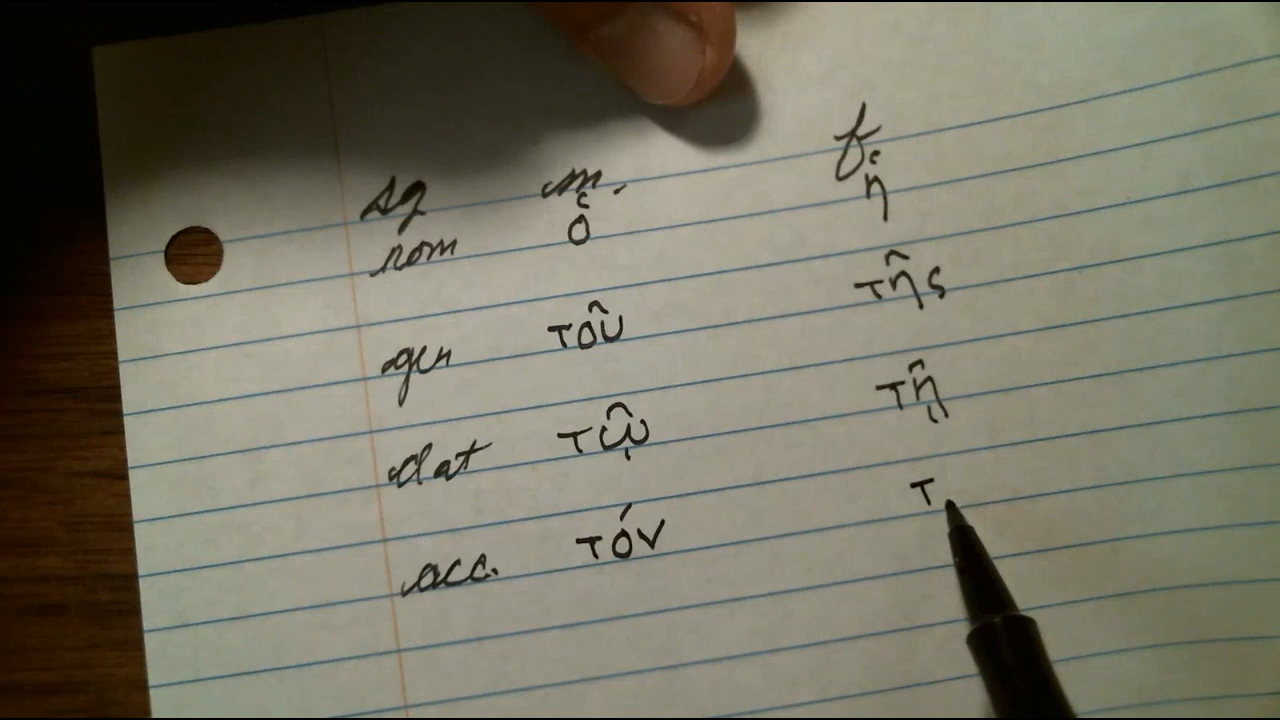 sg m. f.
nom ὁ ἡ
gen τοῦ τῆς
dat τῷ τῇ
acc. τόν τ